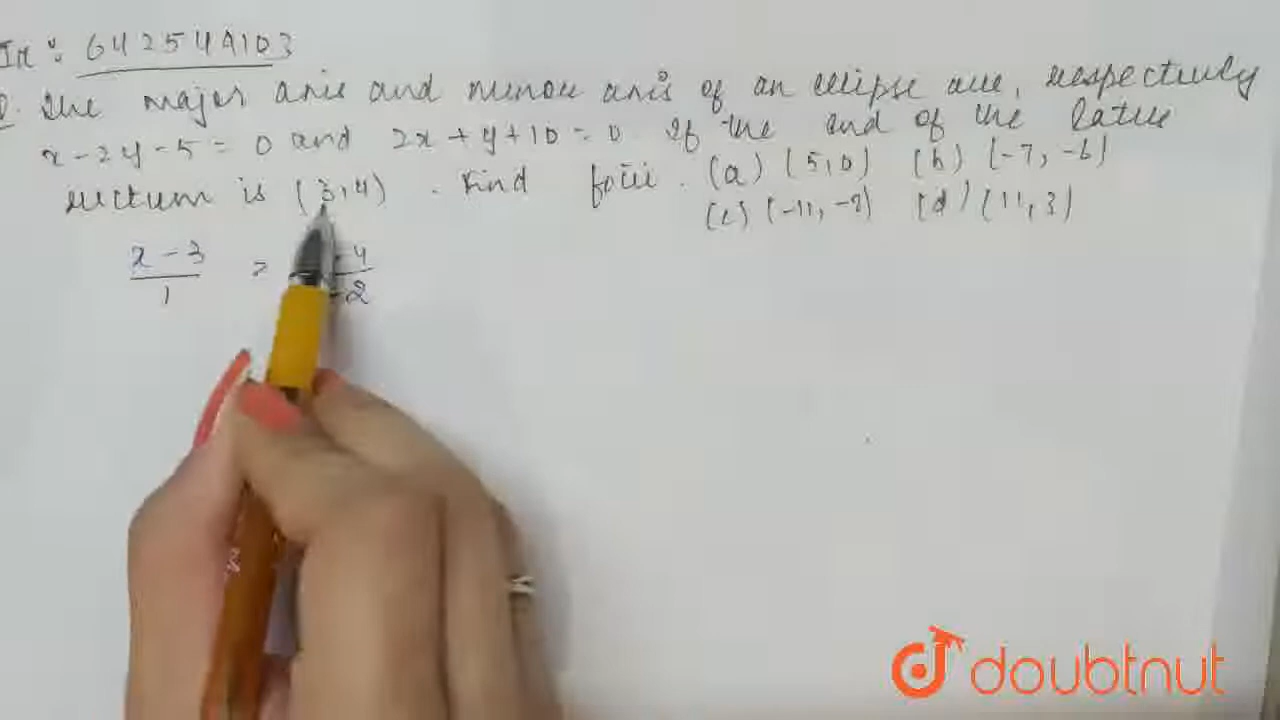 : 642544103
The major axis and minor axis of an ellipse are, respectively
x - 2y - 5 = 0 and 2x + y + 10 = 0 If the end of the latus
rectum is (3,4). Find focii. (a) (5,0) (b) (-7, -6)
(c) (-11, -8) (d) (11, 3)
x - 3 / 1 = -4 / -2
doubtnut